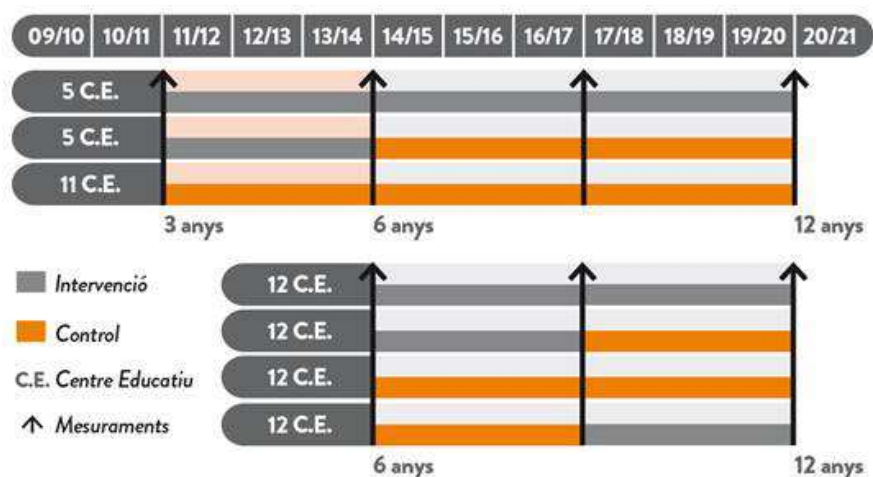 09/10 10/11 11/12 12/13 13/14 14/15 15/16 16/17 17/18 18/19 19/20 20/21
5 C.E.
5 C.E.
11 C.E.
3 anys 6 anys 12 anys
Intervenció
Control
C.E. Centre Educatiu
Mesuraments
12 C.E.
12 C.E.
12 C.E.
12 C.E.
6 anys 12 anys